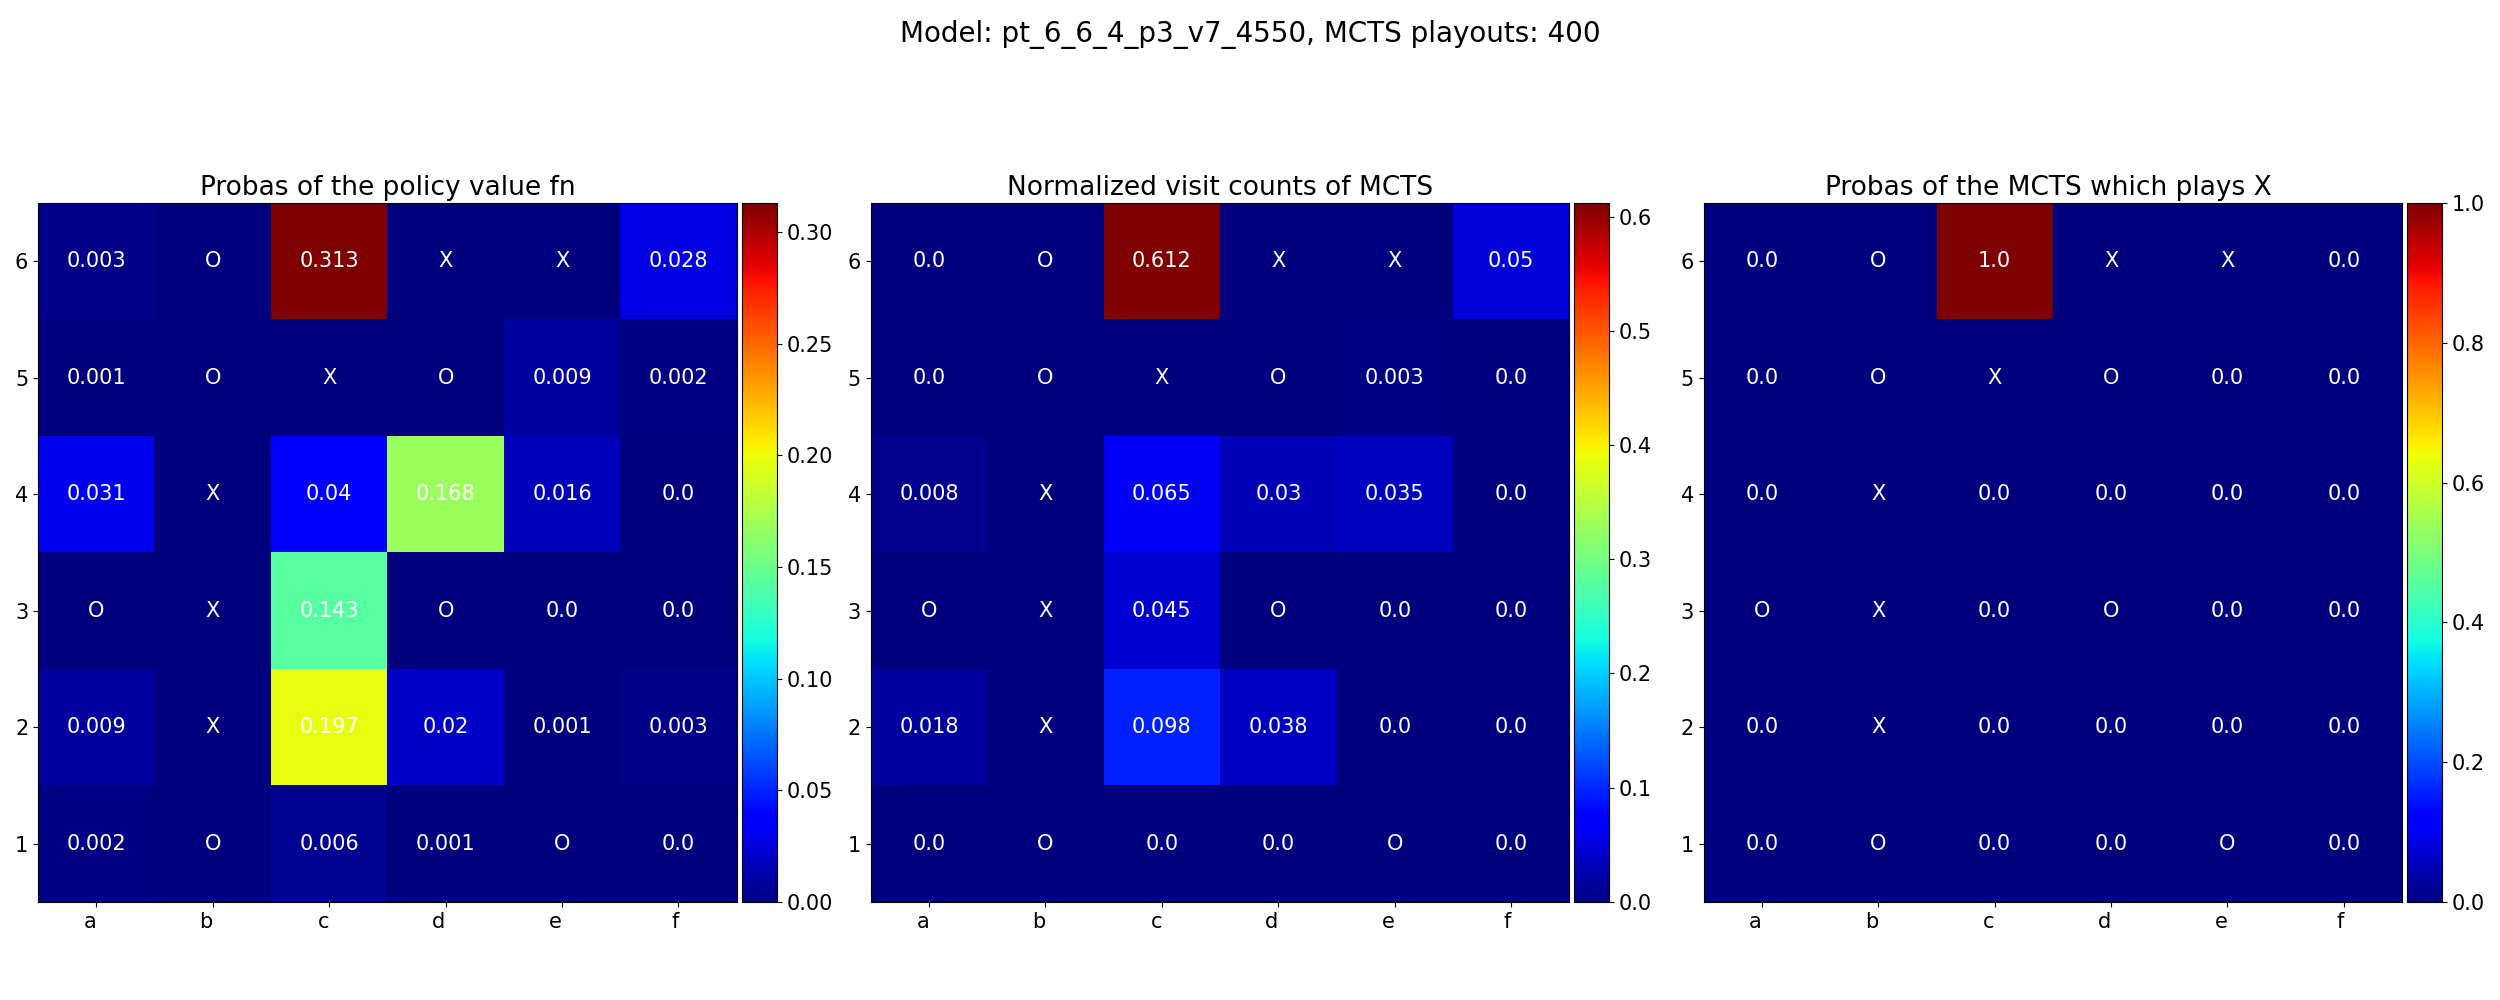 Model: pt_6_6_4_p3_v7_4550, MCTS playouts: 400
Probas of the policy value fn
6 0.003 O 0.313 X X 0.028
5 0.001 O X O 0.009 0.002
4 0.031 X 0.04 0.168 0.016 0.0
3 O X 0.143 O 0.0 0.0
2 0.009 X 0.197 0.02 0.001 0.003
1 0.002 O 0.006 0.001 O 0.0
a b c d e f
0.30
0.25
0.20
0.15
0.10
0.05
0.00
Normalized visit counts of MCTS
6 0.0 O 0.612 X X 0.05
5 0.0 O X O 0.003 0.0
4 0.008 X 0.065 0.03 0.035 0.0
3 O X 0.045 O 0.0 0.0
2 0.018 X 0.098 0.038 0.0 0.0
1 0.0 O 0.0 0.0 O 0.0
a b c d e f
0.6
0.5
0.4
0.3
0.2
0.1
0.0
Probas of the MCTS which plays X
6 0.0 O 1.0 X X 0.0
5 0.0 O X O 0.0 0.0
4 0.0 X 0.0 0.0 0.0 0.0
3 O X 0.0 O 0.0 0.0
2 0.0 X 0.0 0.0 0.0 0.0
1 0.0 O 0.0 0.0 O 0.0
a b c d e f
1.0
0.8
0.6
0.4
0.2
0.0